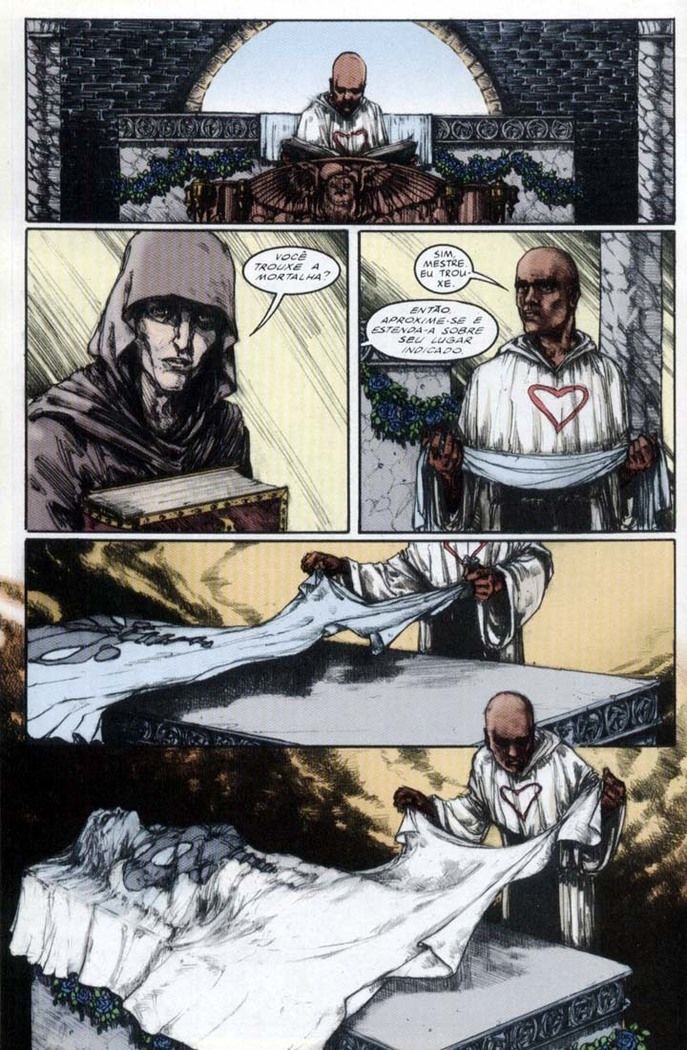 VOCÊ
TROUXE A
MORTALHA?
SIM,
MESTRE.
EU TROU-
XE.
ENTÃO,
APROXIME-SE E
ESTENDA-A SOBRE
SEU LUGAR
INDICADO.